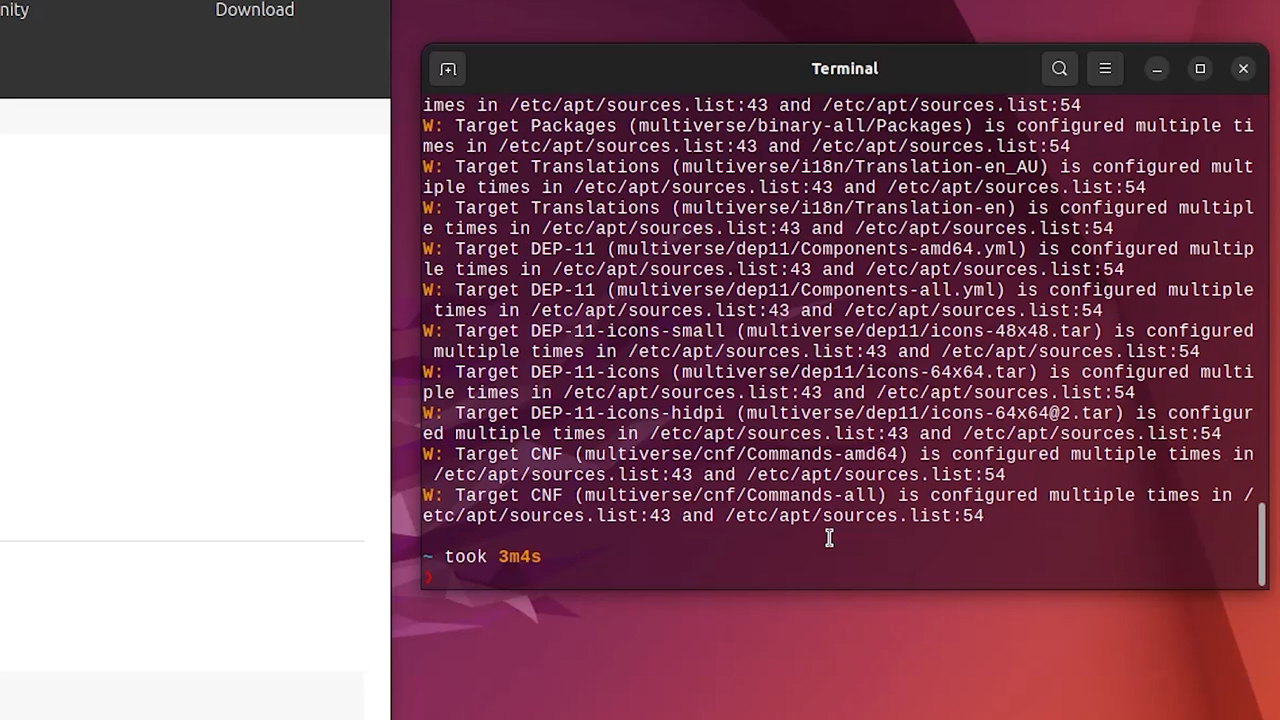 nity
Download
Terminal
imes in /etc/apt/sources.list:43 and /etc/apt/sources.list:54
W: Target Packages (multiverse/binary-all/Packages) is configured multiple ti
mes in /etc/apt/sources.list:43 and /etc/apt/sources.list:54
W: Target Translations (multiverse/i18n/Translation-en_AU) is configured mult
iple times in /etc/apt/sources.list:43 and /etc/apt/sources.list:54
W: Target Translations (multiverse/i18n/Translation-en) is configured multipl
e times in /etc/apt/sources.list:43 and /etc/apt/sources.list:54
W: Target DEP-11 (multiverse/dep11/Components-amd64.yml) is configured multip
le times in /etc/apt/sources.list:43 and /etc/apt/sources.list:54
W: Target DEP-11 (multiverse/dep11/Components-all.yml) is configured multiple
 times in /etc/apt/sources.list:43 and /etc/apt/sources.list:54
W: Target DEP-11-icons-small (multiverse/dep11/icons-48x48.tar) is configured
 multiple times in /etc/apt/sources.list:43 and /etc/apt/sources.list:54
W: Target DEP-11-icons (multiverse/dep11/icons-64x64.tar) is configured multi
ple times in /etc/apt/sources.list:43 and /etc/apt/sources.list:54
W: Target DEP-11-icons-hidpi (multiverse/dep11/icons-64x64@2.tar) is configur
ed multiple times in /etc/apt/sources.list:43 and /etc/apt/sources.list:54
W: Target CNF (multiverse/cnf/Commands-amd64) is configured multiple times in
 /etc/apt/sources.list:43 and /etc/apt/sources.list:54
W: Target CNF (multiverse/cnf/Commands-all) is configured multiple times in /
etc/apt/sources.list:43 and /etc/apt/sources.list:54
~ took 3m4s
❯